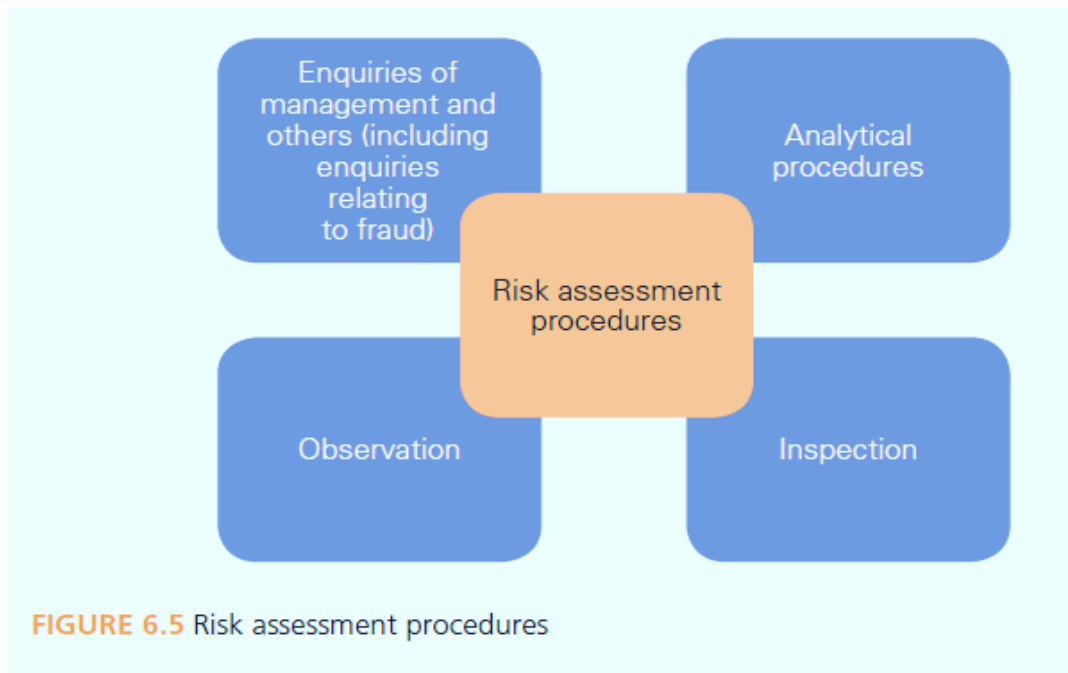 Enquiries of
management and
others (including
enquiries
relating
to fraud)
Analytical
procedures
Risk assessment
procedures
Observation
Inspection
FIGURE 6.5 Risk assessment procedures